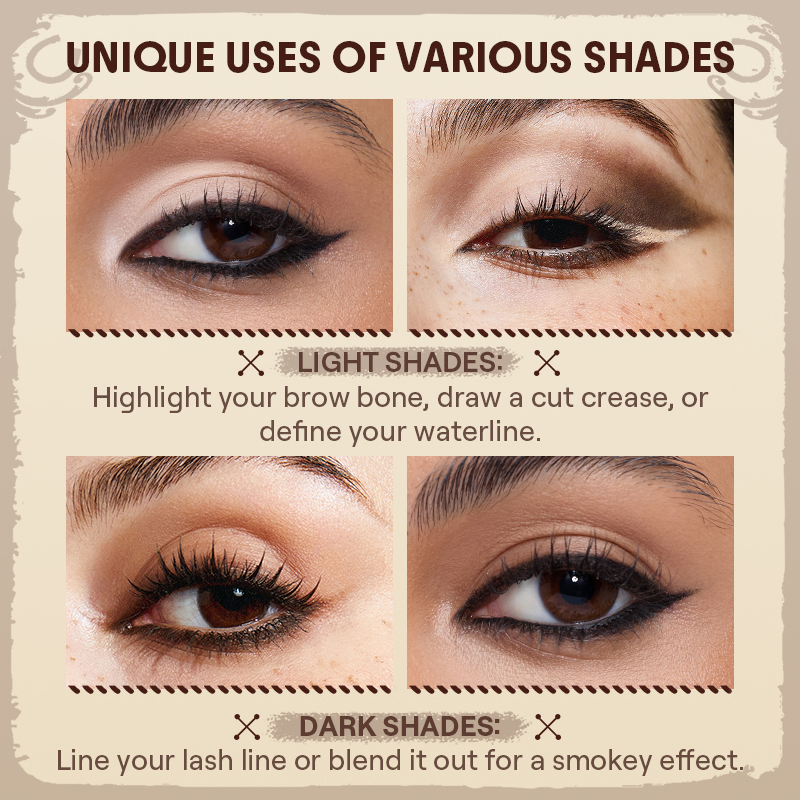 UNIQUE USES OF VARIOUS SHADES
LIGHT SHADES:
Highlight your brow bone, draw a cut crease, or
define your waterline.
DARK SHADES:
Line your lash line or blend it out for a smokey effect.